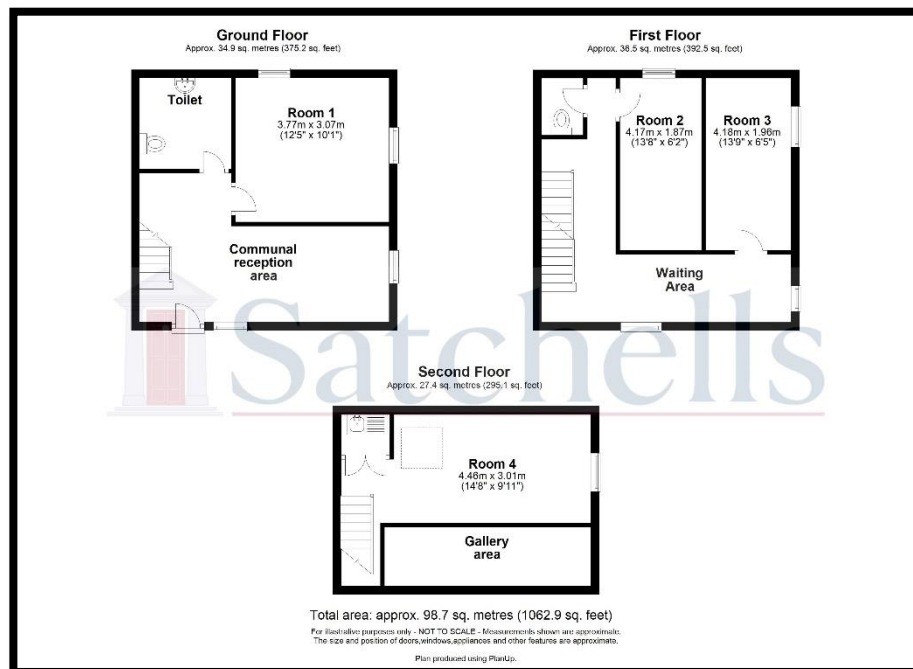 Ground Floor
Approx. 34.9 sq. metres (375.2 sq. feet)
Toilet
Room 1
3.77m x 3.07m
(12'5" x 10'1")
Communal
reception
area
First Floor
Approx. 36.5 sq. metres (392.5 sq. feet)
Room 2
4.17m x 1.87m
(13'8" x 6'2")
Room 3
4.18m x 1.96m
(13'9" x 6'5")
Waiting
Area
Satchells
Second Floor
Approx. 27.4 sq. metres (295.1 sq. feet)
Room 4
4.46m x 3.01m
(14'8" x 9'11")
Gallery
area
Total area: approx. 98.7 sq. metres (1062.9 sq. feet)
For illustrative purposes only - NOT TO SCALE - Measurements shown are approximate.
The size and position of doors,windows,appliances and other features are approximate.
Plan produced using PlanUp.